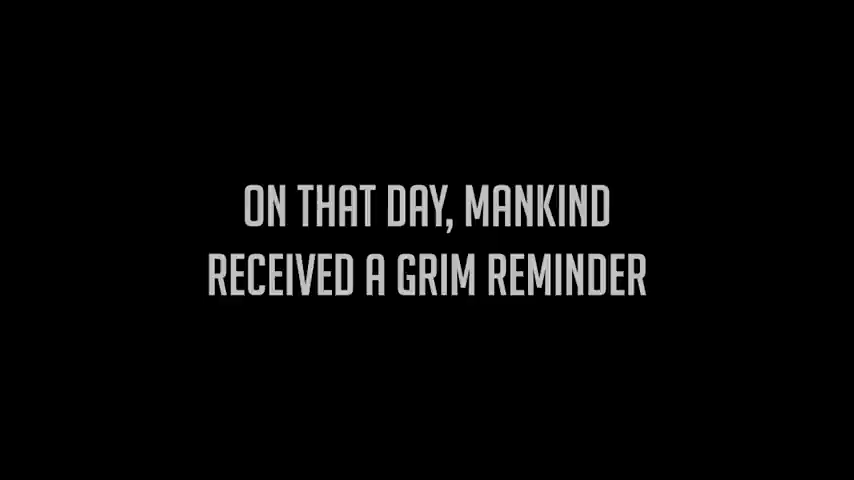 ON THAT DAY, MANKIND
RECEIVED A GRIM REMINDER